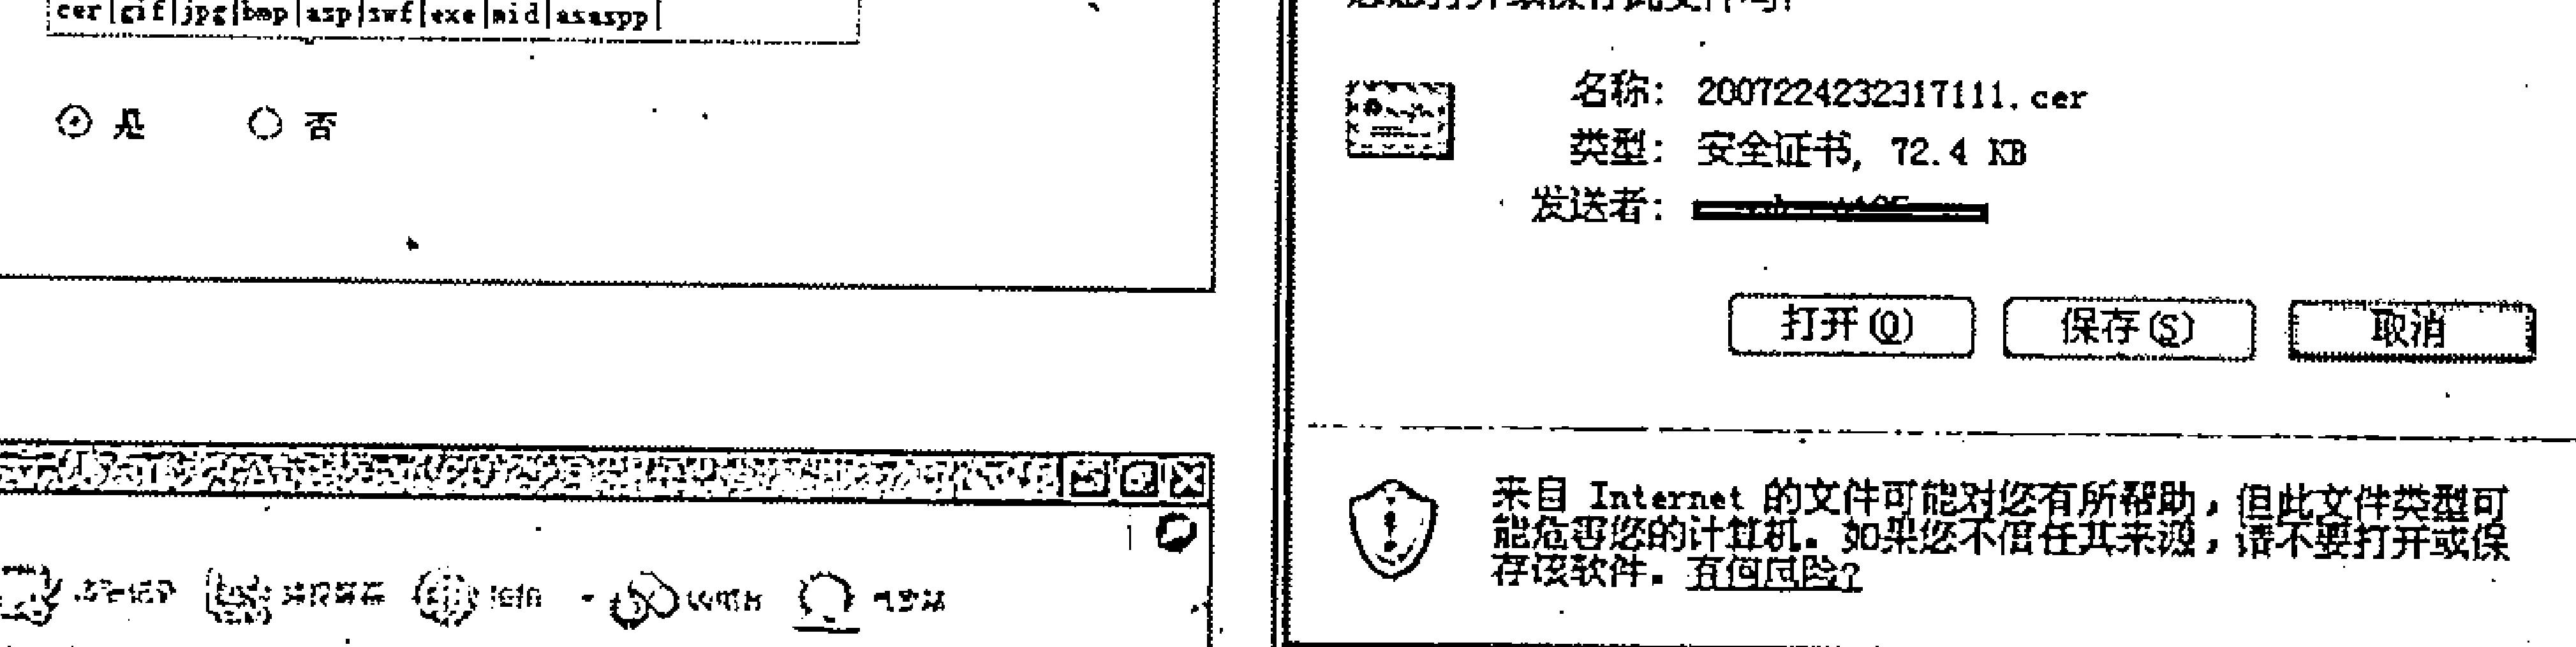 cer|gif|jpg|bmp|asp|swf|exe|mid|asaspp|
是 否
名称: 2007224232317111.cer
类型: 安全证书, 72.4 KB
发送者:
打开(O) 保存(S) 取消
来自 Internet 的文件可能对您有所帮助,但此文件类型可
能危害您的计算机。如果您不信任其来源,请不要打开或保
存该软件。有何风险?